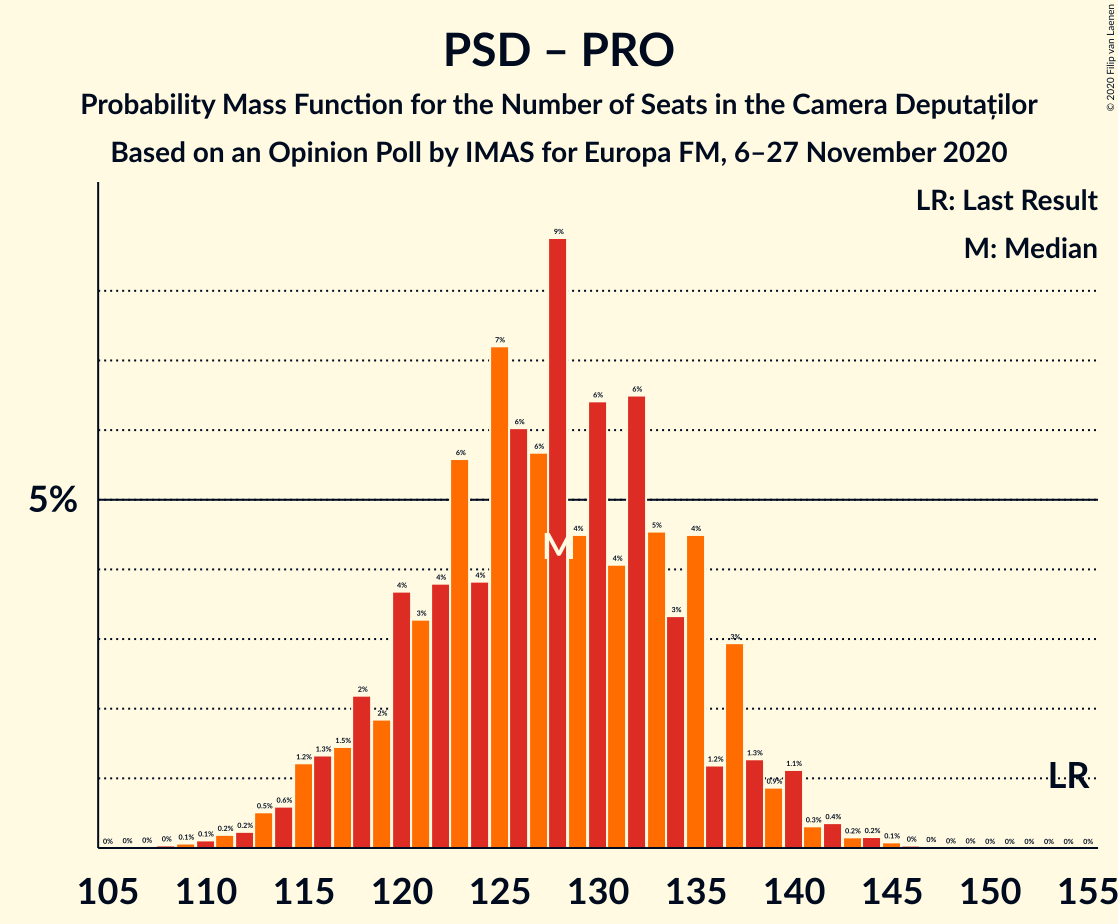 PSD – PRO
Probability Mass Function for the Number of Seats in the Camera Deputaților
Based on an Opinion Poll by IMAS for Europa FM, 6–27 November 2020
© 2020 Filip van Laenen
LR: Last Result
M: Median
5%
0% 0% 0% 0% 0.1% 0.1% 0.2% 0.2% 0.5% 0.6% 1.2% 1.3% 1.5% 2% 2% 4% 3% 4% 6% 4% 7% 6% 6% 9% 4% 6% 4% 6% 5% 3% 4% 1.2% 3% 1.3% 0.9% 1.1% 0.3% 0.4% 0.2% 0.2% 0.1% 0% 0% 0% 0% 0% 0% 0% 0% 0% 0%
M
LR
105 110 115 120 125 130 135 140 145 150 155